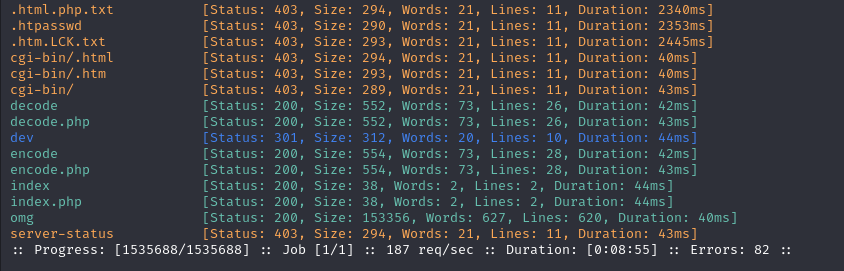 .html.php.txt [Status: 403, Size: 294, Words: 21, Lines: 11, Duration: 2340ms]
.htpasswd [Status: 403, Size: 290, Words: 21, Lines: 11, Duration: 2353ms]
.htm.LCK.txt [Status: 403, Size: 293, Words: 21, Lines: 11, Duration: 2445ms]
cgi-bin/.html [Status: 403, Size: 294, Words: 21, Lines: 11, Duration: 40ms]
cgi-bin/.htm [Status: 403, Size: 293, Words: 21, Lines: 11, Duration: 40ms]
cgi-bin/ [Status: 403, Size: 289, Words: 21, Lines: 11, Duration: 43ms]
decode [Status: 200, Size: 552, Words: 73, Lines: 26, Duration: 42ms]
decode.php [Status: 200, Size: 552, Words: 73, Lines: 26, Duration: 43ms]
dev [Status: 301, Size: 312, Words: 20, Lines: 10, Duration: 44ms]
encode [Status: 200, Size: 554, Words: 73, Lines: 28, Duration: 42ms]
encode.php [Status: 200, Size: 554, Words: 73, Lines: 28, Duration: 43ms]
index [Status: 200, Size: 38, Words: 2, Lines: 2, Duration: 44ms]
index.php [Status: 200, Size: 38, Words: 2, Lines: 2, Duration: 44ms]
omg [Status: 200, Size: 153356, Words: 627, Lines: 620, Duration: 40ms]
server-status [Status: 403, Size: 294, Words: 21, Lines: 11, Duration: 43ms]
:: Progress: [1535688/1535688] :: Job [1/1] :: 187 req/sec :: Duration: [0:08:55] :: Errors: 82 ::